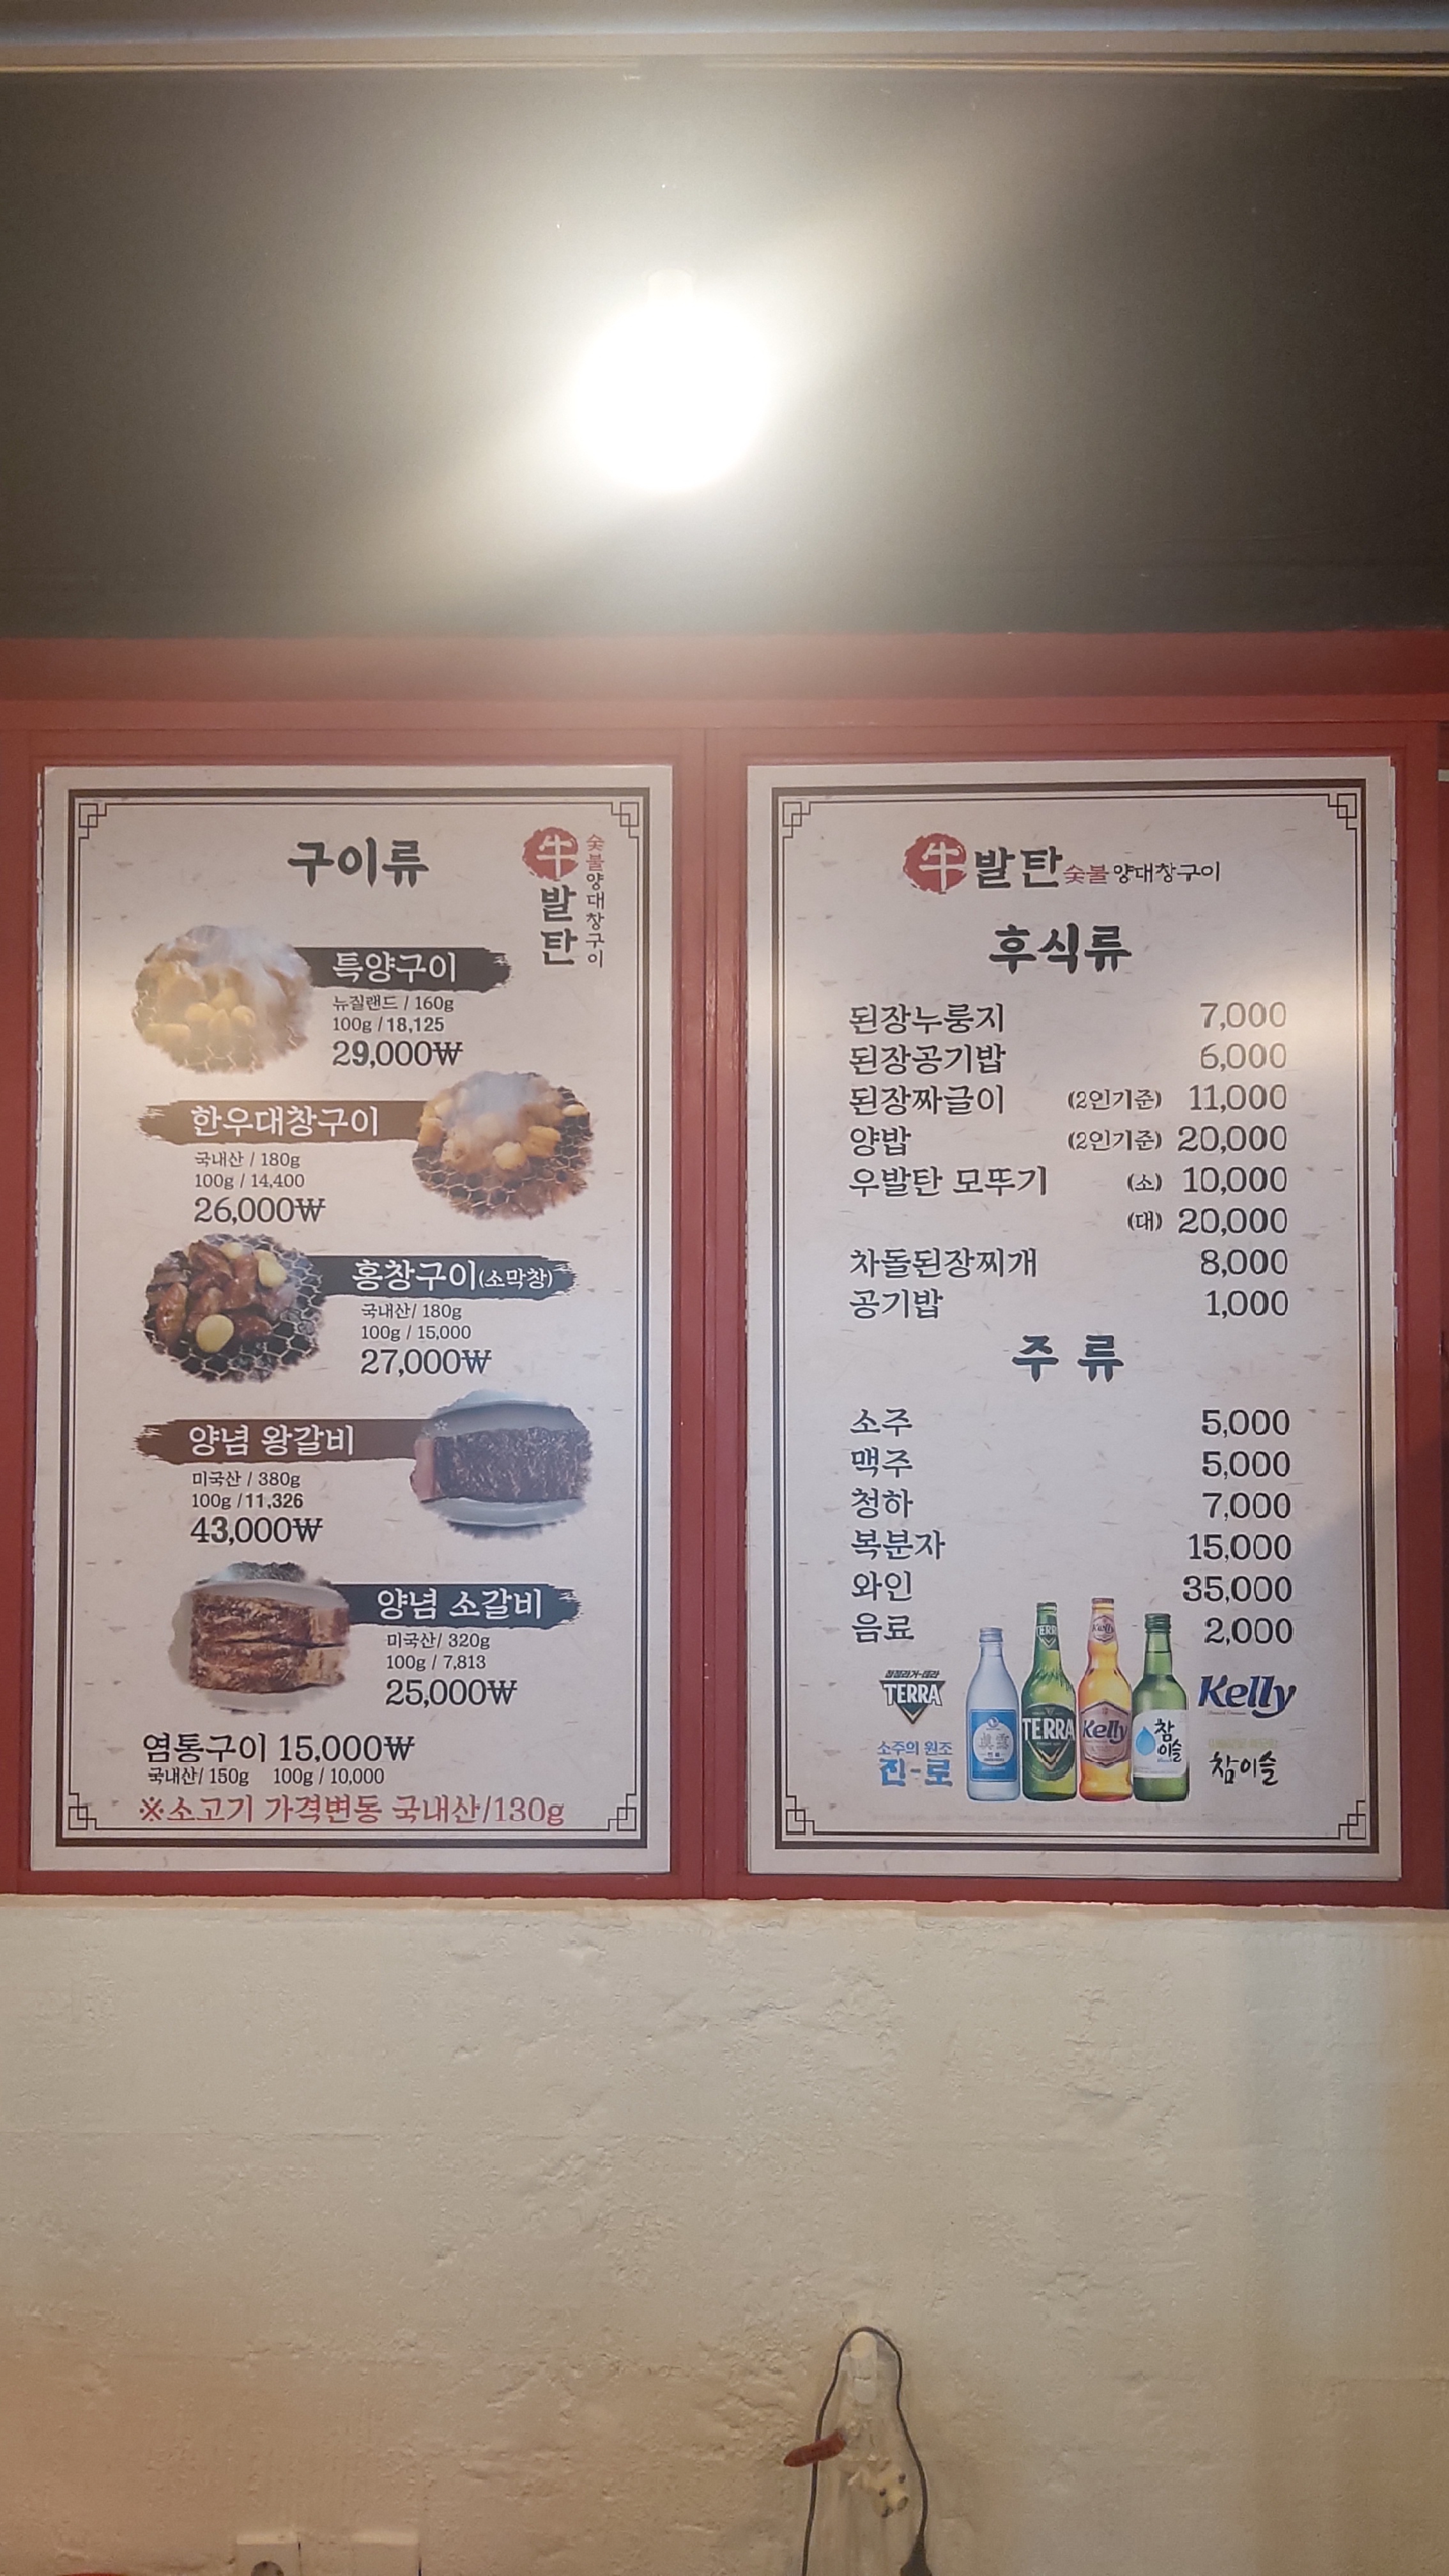 구이류
牛발탄
숯불양대창구이
특양구이
뉴질랜드 / 160g
100g / 18,125
29,000₩
한우대창구이
국내산 / 180g
100g / 14,400
26,000₩
홍창구이(소막창)
국내산/ 180g
100g / 15,000
27,000₩
양념 왕갈비
미국산 / 380g
100g / 11,326
43,000₩
양념 소갈비
미국산/ 320g
100g / 7,813
25,000₩
염통구이 15,000₩
국내산/ 150g 100g / 10,000
※소고기 가격변동 국내산/130g
牛발탄 숯불양대창구이
후식류
된장누룽지 7,000
된장공기밥 6,000
된장짜글이 (2인기준) 11,000
양밥 (2인기준) 20,000
우발탄 모뚜기 (소) 10,000
(대) 20,000
차돌된장찌개 8,000
공기밥 1,000
주 류
소주 5,000
맥주 5,000
청하 7,000
복분자 15,000
와인 35,000
음료 2,000
청정라거-테라
TERRA
소주의 원조
진-로
TERRA
TERRA
Kelly
Kelly
참이슬
Kelly
참이슬